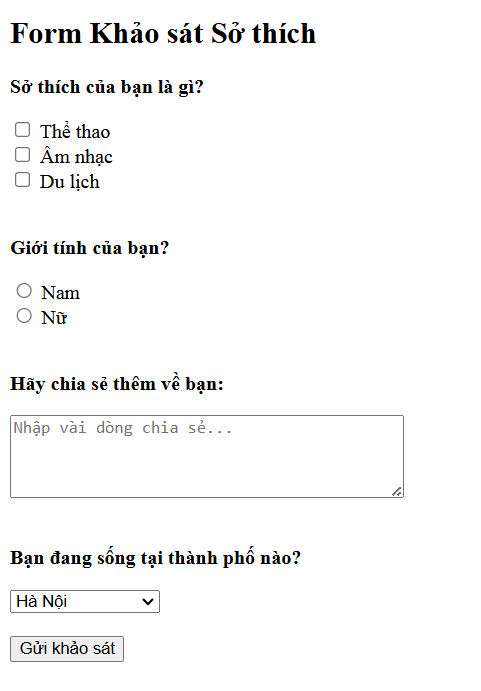 Form Khảo sát Sở thích
Sở thích của bạn là gì?
Thể thao
Âm nhạc
Du lịch
Giới tính của bạn?
Nam
Nữ
Hãy chia sẻ thêm về bạn:
Nhập vài dòng chia sẻ...
Bạn đang sống tại thành phố nào?
Hà Nội
Gửi khảo sát